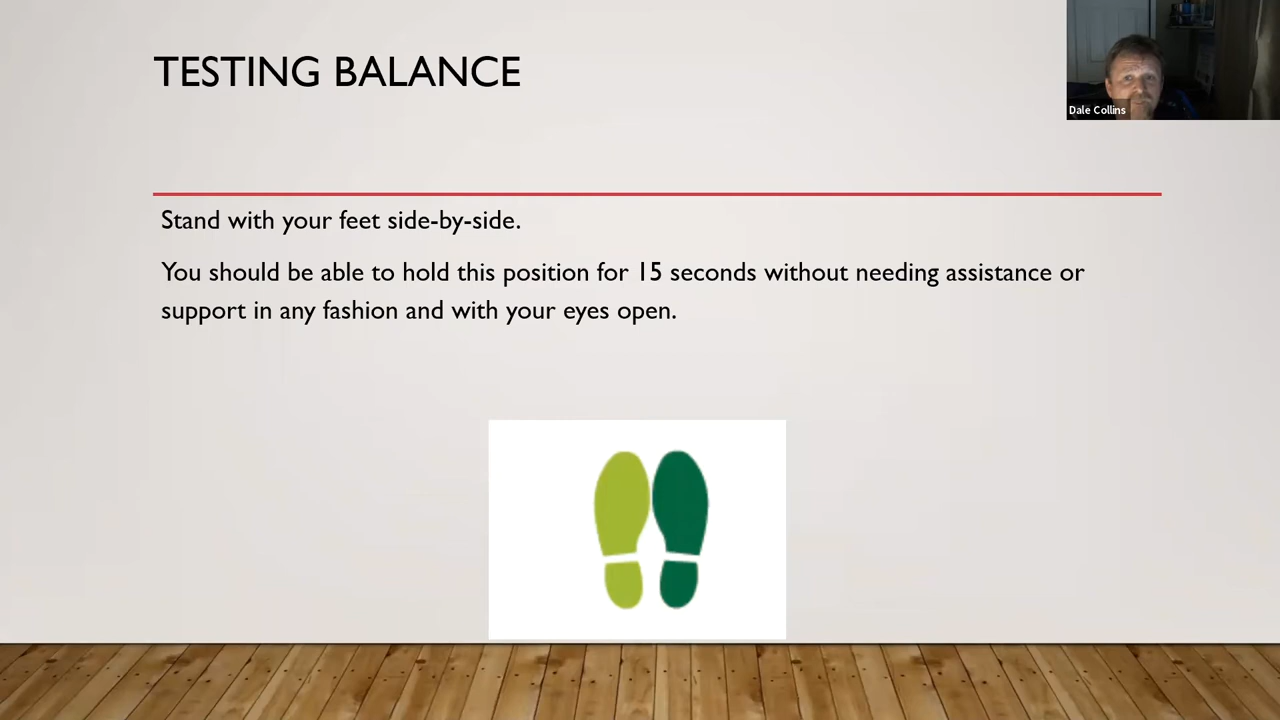 TESTING BALANCE
Dale Collins
Stand with your feet side-by-side.
You should be able to hold this position for 15 seconds without needing assistance or
support in any fashion and with your eyes open.